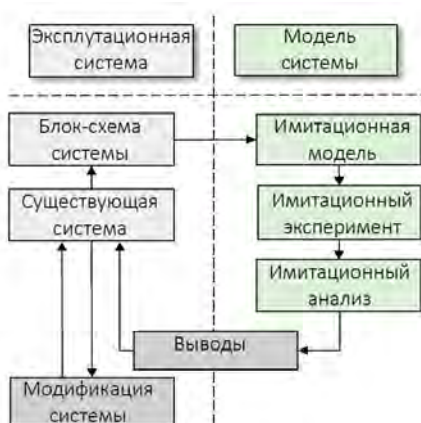 Эксплутационная
система
Модель
системы
Блок-схема
системы
Имитационная
модель
Существующая
система
Имитационный
эксперимент
Имитационный
анализ
Выводы
Модификация
системы